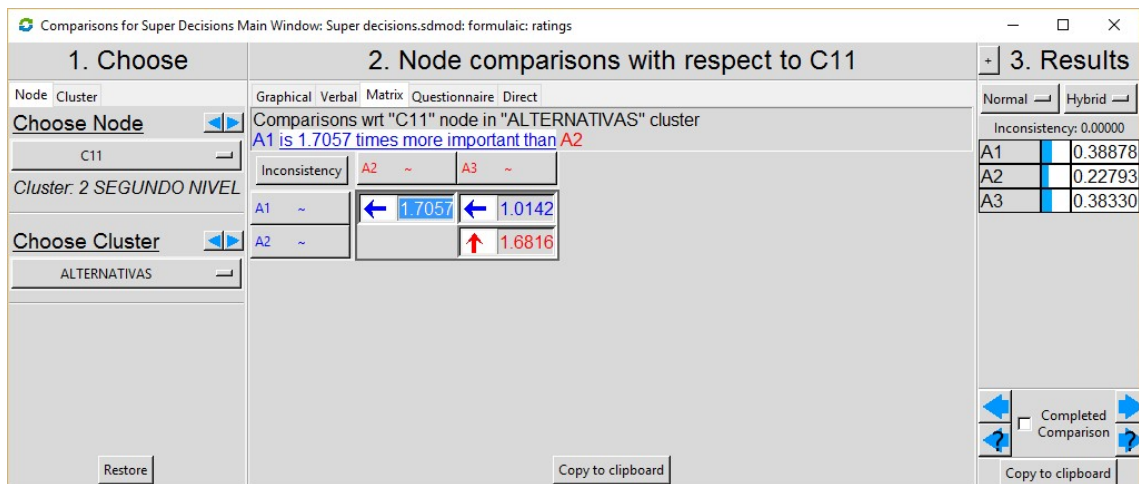 Comparisons for Super Decisions Main Window: Super decisions.sdmod: formulaic: ratings
1. Choose
Node Cluster
Choose Node
C11
Cluster: 2 SEGUNDO NIVEL
Choose Cluster
ALTERNATIVAS
Restore
2. Node comparisons with respect to C11
Graphical Verbal Matrix Questionnaire Direct
Comparisons wrt "C11" node in "ALTERNATIVAS" cluster
A1 is 1.7057 times more important than A2
Inconsistency A2 ~ A3 ~
A1 ~ 1.7057 1.0142
A2 ~ 1.6816
Copy to clipboard
+ 3. Results
Normal Hybrid
Inconsistency: 0.00000
A1 0.38878
A2 0.22793
A3 0.38330
Completed
Comparison
? ?
Copy to clipboard